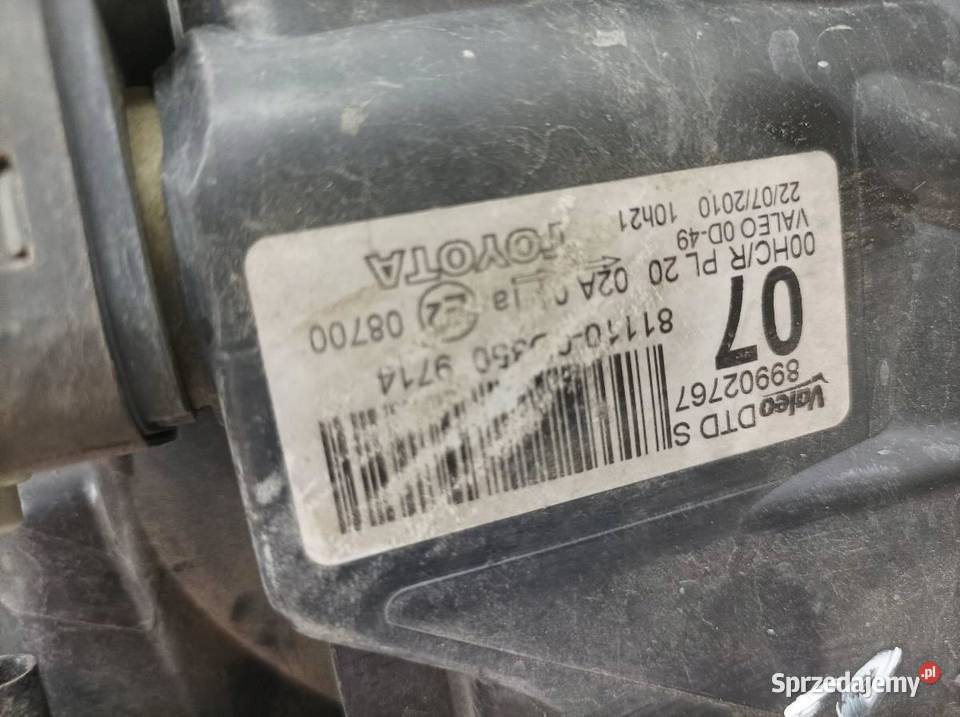 Valeo DTD S
89902767
07
81110- 350 9714
00HC/R PL 20 02A 08700
VALEO 0D-49
22/07/2010 10h21
TOYOTA
Sprzedajemy.pl